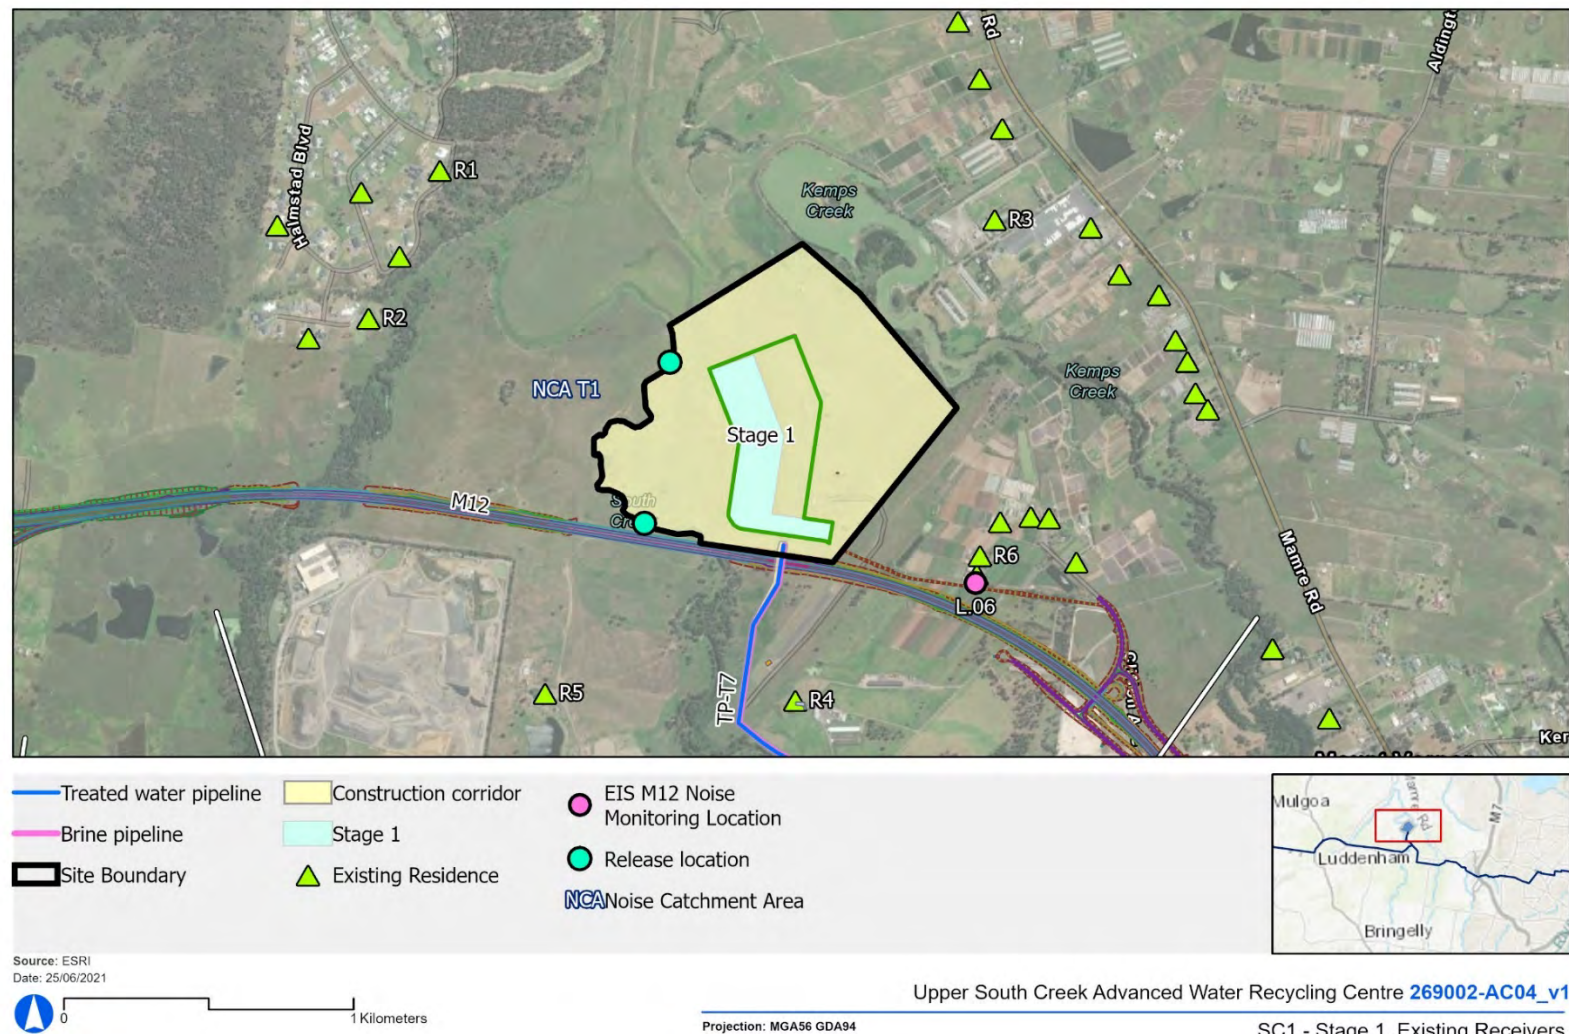 Rd
Aldingt
Halmstad Blvd
R1
Kemps
Creek
R3
R2
Kemps
Creek
NCA T1
Stage 1
M12
South
R6
L.06
Mamre Rd
R5
TP-T7
R4
Ker
Treated water pipeline
Construction corridor
EIS M12 Noise
Monitoring Location
Brine pipeline
Stage 1
Release location
Site Boundary
Existing Residence
NCA Noise Catchment Area
Mulgoa
Mamre Rd
M7
Luddenham
Bringelly
Source: ESRI
Date: 25/06/2021
0
1 Kilometers
Upper South Creek Advanced Water Recycling Centre 269002-AC04_v1
Projection: MGA56 GDA94
SC1 - Stage 1 Existing Receivers